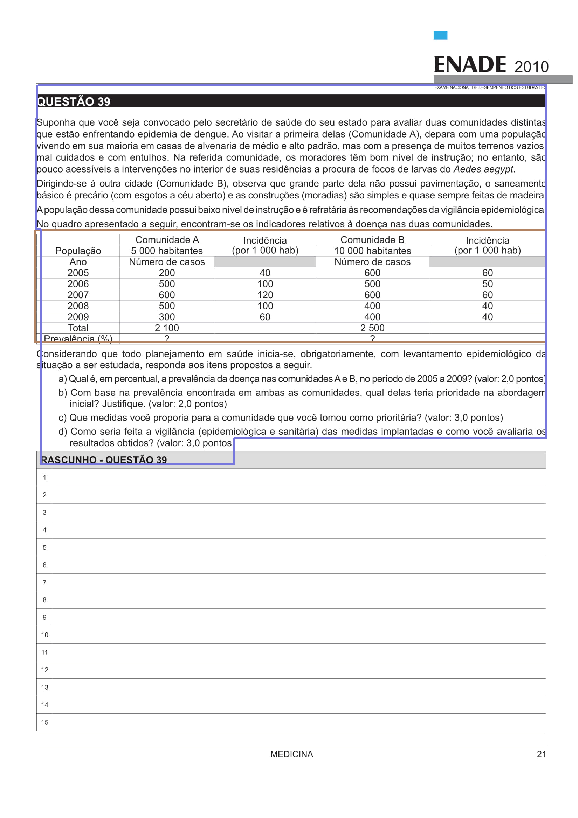 ENADE 2010
EXAME NACIONAL DE DESEMPENHO DOS ESTUDANTES
QUESTÃO 39
Suponha que você seja convocado pelo secretário de saúde do seu estado para avaliar duas comunidades distintas
que estão enfrentando epidemia de dengue. Ao visitar a primeira delas (Comunidade A), depara com uma população
vivendo em sua maioria em casas de alvenaria de médio e alto padrão, mas com a presença de muitos terrenos vazios,
mal cuidados e com entulhos. Na referida comunidade, os moradores têm bom nível de instrução; no entanto, são
pouco acessíveis a intervenções no interior de suas residências a procura de focos de larvas do Aedes aegypt.
Dirigindo-se à outra cidade (Comunidade B), observa que grande parte dela não possui pavimentação, o saneamento
básico é precário (com esgotos a céu aberto) e as construções (moradias) são simples e quase sempre feitas de madeira.
A população dessa comunidade possui baixo nível de instrução e é refratária às recomendações da vigilância epidemiológica.
No quadro apresentado a seguir, encontram-se os indicadores relativos à doença nas duas comunidades.
População Comunidade A 5 000 habitantes Incidência (por 1 000 hab) Comunidade B 10 000 habitantes Incidência (por 1 000 hab)
Ano Número de casos Número de casos
2005 200 40 600 60
2006 500 100 500 50
2007 600 120 600 60
2008 500 100 400 40
2009 300 60 400 40
Total 2 100 2 500
Prevalência (%) ? ?
Considerando que todo planejamento em saúde inicia-se, obrigatoriamente, com levantamento epidemiológico da
situação a ser estudada, responda aos itens propostos a seguir.
a) Qual é, em percentual, a prevalência da doença nas comunidades A e B, no período de 2005 a 2009? (valor: 2,0 pontos)
b) Com base na prevalência encontrada em ambas as comunidades, qual delas teria prioridade na abordagem
inicial? Justifique. (valor: 2,0 pontos)
c) Que medidas você proporia para a comunidade que você tomou como prioritária? (valor: 3,0 pontos)
d) Como seria feita a vigilância (epidemiológica e sanitária) das medidas implantadas e como você avaliaria os
resultados obtidos? (valor: 3,0 pontos)
RASCUNHO - QUESTÃO 39
1
2
3
4
5
6
7
8
9
10
11
12
13
14
15
MEDICINA 21